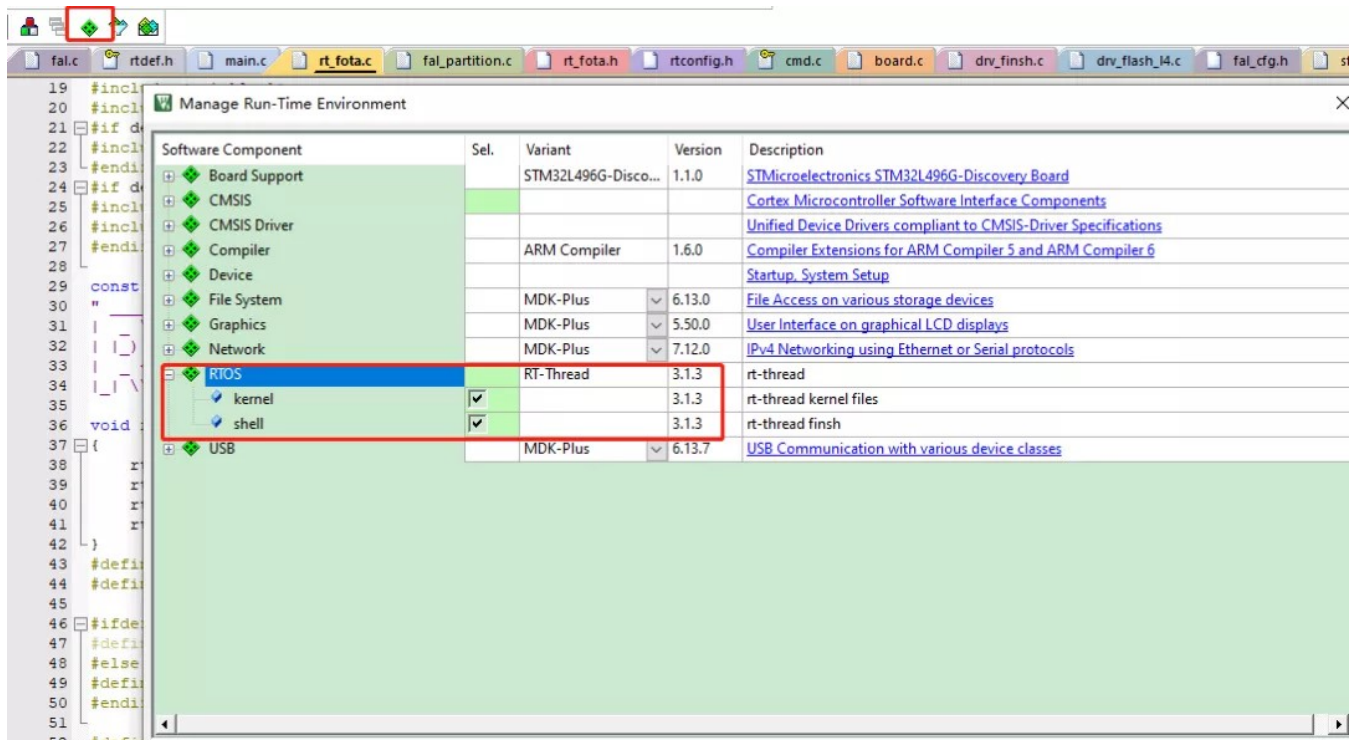 fal.c rtdef.h main.c rt_fota.c fal_partition.c rt_fota.h rtconfig.h cmd.c board.c drv_finsh.c drv_flash_l4.c fal_cfg.h st
Manage Run-Time Environment
Software Component Sel. Variant Version Description
Board Support STM32L496G-Disco... 1.1.0 STMicroelectronics STM32L496G-Discovery Board
CMSIS Cortex Microcontroller Software Interface Components
CMSIS Driver Unified Device Drivers compliant to CMSIS-Driver Specifications
Compiler ARM Compiler 1.6.0 Compiler Extensions for ARM Compiler 5 and ARM Compiler 6
Device Startup, System Setup
File System MDK-Plus 6.13.0 File Access on various storage devices
Graphics MDK-Plus 5.50.0 User Interface on graphical LCD displays
Network MDK-Plus 7.12.0 IPv4 Networking using Ethernet or Serial protocols
RTOS RT-Thread 3.1.3 rt-thread
kernel 3.1.3 rt-thread kernel files
shell 3.1.3 rt-thread finsh
USB MDK-Plus 6.13.7 USB Communication with various device classes
19 #incl
20 #incl
21 #if de
22 #incl
23 #endi
24 #if de
25 #incl
26 #incl
27 #endi
28
29 const
30 "
31 | _ \
32 | |_)
33 | _
34 |_| \
35
36 void
37 {
38 rt
39 rt
40 rt
41 rt
42 }
43 #defi
44 #defi
45
46 #ifde
47 #defi
48 #else
49 #defi
50 #endi
51